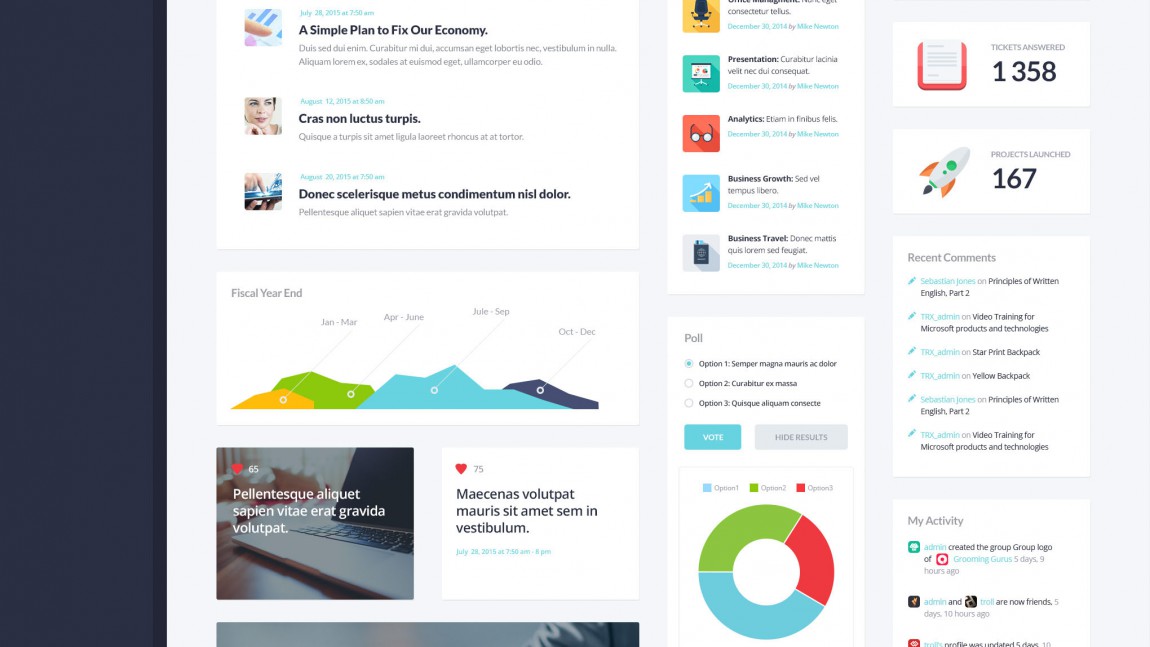 July 28, 2015 at 7:50 am
A Simple Plan to Fix Our Economy.
Duis sed dui enim. Curabitur mi dui, accumsan eget lobortis nec, vestibulum in nulla.
Aliquam lorem ex, sodales at euismod eget, ullamcorper eu odio.
August 12, 2015 at 8:50 am
Cras non luctus turpis.
Quisque a turpis sit amet ligula laoreet rhoncus at at tortor.
August 20, 2015 at 7:50 am
Donec scelerisque metus condimentum nisl dolor.
Pellentesque aliquet sapien vitae erat gravida volutpat.
Fiscal Year End
Jan - Mar
Apr - June
Jule - Sep
Oct - Dec
65
Pellentesque aliquet
sapien vitae erat gravida
volutpat.
75
Maecenas volutpat
mauris sit amet sem in
vestibulum.
July 28, 2015 at 7:50 am - 8 pm
consectetur tellus.
December 30, 2014 by Mike Newton
Presentation: Curabitur lacinia
velit nec dui consequat.
December 30, 2014 by Mike Newton
Analytics: Etiam in finibus felis.
December 30, 2014 by Mike Newton
Business Growth: Sed vel
tempus libero.
December 30, 2014 by Mike Newton
Business Travel: Donec mattis
quis lorem sed feugiat.
December 30, 2014 by Mike Newton
Poll
Option 1: Semper magna mauris ac dolor
Option 2: Curabitur ex massa
Option 3: Quisque aliquam consecte
VOTE
HIDE RESULTS
Option1
Option2
Option3
TICKETS ANSWERED
1 358
PROJECTS LAUNCHED
167
Recent Comments
Sebastian Jones on Principles of Written
English, Part 2
TRX_admin on Video Training for
Microsoft products and technologies
TRX_admin on Star Print Backpack
TRX_admin on Yellow Backpack
Sebastian Jones on Principles of Written
English, Part 2
TRX_admin on Video Training for
Microsoft products and technologies
My Activity
admin created the group Group logo
of Grooming Gurus 5 days, 9
hours ago
admin and troll are now friends, 5
days, 10 hours ago
troll's profile was updated 5 days, 10